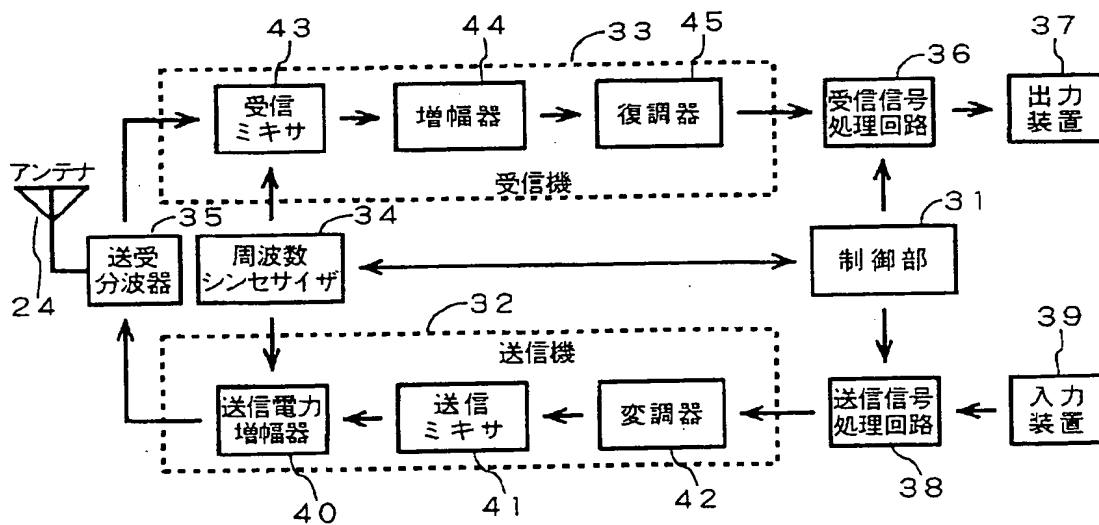 43
44
33
45
36
37
受信
ミキサ
増幅器
復調器
受信信号
処理回路
出力
装置
受信機
アンテナ
24
35
送受
分波器
34
周波数
シンセサイザ
31
制御部
32
送信機
39
送信電力
増幅器
送信
ミキサ
変調器
送信信号
処理回路
入力
装置
40
41
42
38